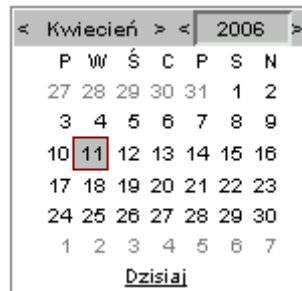 < Kwiecień > < 2006 >
P W Ś C P S N
27 28 29 30 31 1 2
3 4 5 6 7 8 9
10 11 12 13 14 15 16
17 18 19 20 21 22 23
24 25 26 27 28 29 30
1 2 3 4 5 6 7
Dzisiaj